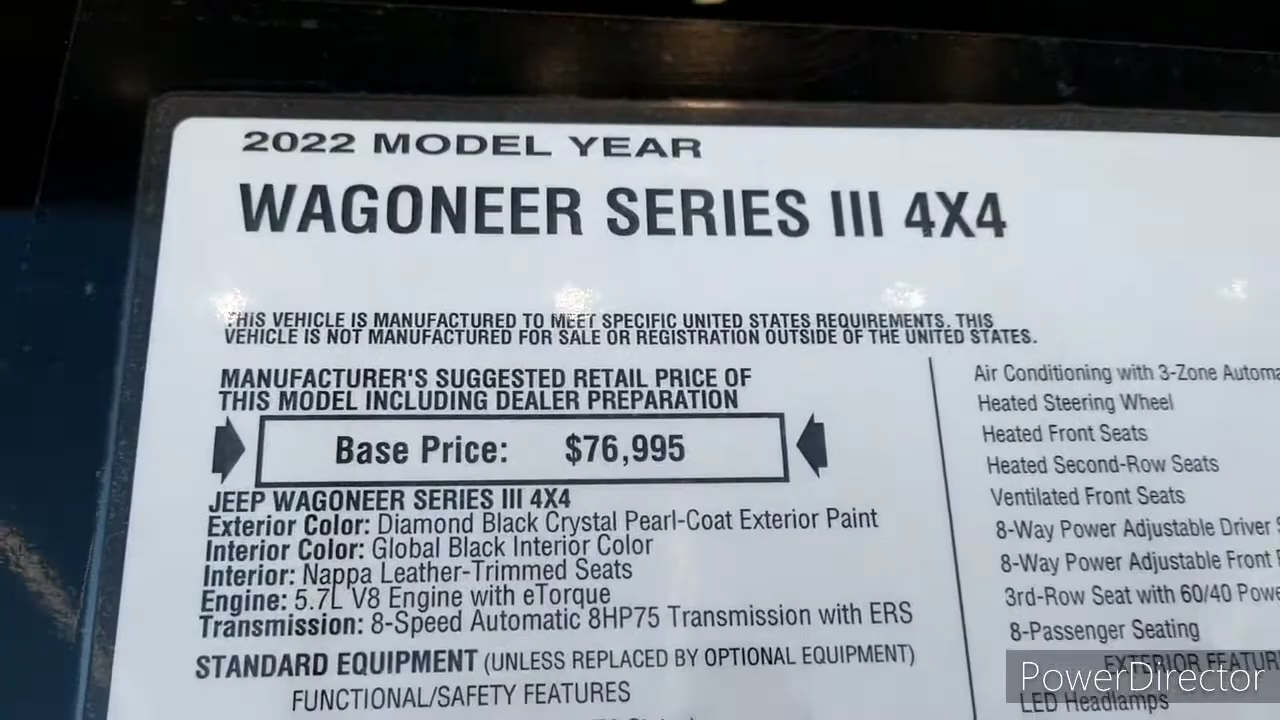 2022 MODEL YEAR
WAGONEER SERIES III 4X4
THIS VEHICLE IS MANUFACTURED TO MEET SPECIFIC UNITED STATES REQUIREMENTS. THIS
VEHICLE IS NOT MANUFACTURED FOR SALE OR REGISTRATION OUTSIDE OF THE UNITED STATES.
MANUFACTURER'S SUGGESTED RETAIL PRICE OF
THIS MODEL INCLUDING DEALER PREPARATION
Base Price: $76,995
JEEP WAGONEER SERIES III 4X4
Exterior Color: Diamond Black Crystal Pearl-Coat Exterior Paint
Interior Color: Global Black Interior Color
Interior: Nappa Leather-Trimmed Seats
Engine: 5.7L V8 Engine with eTorque
Transmission: 8-Speed Automatic 8HP75 Transmission with ERS
STANDARD EQUIPMENT (UNLESS REPLACED BY OPTIONAL EQUIPMENT)
FUNCTIONAL/SAFETY FEATURES
Air Conditioning with 3-Zone Automa
Heated Steering Wheel
Heated Front Seats
Heated Second-Row Seats
Ventilated Front Seats
8-Way Power Adjustable Driver
8-Way Power Adjustable Front
3rd-Row Seat with 60/40 Powe
8-Passenger Seating
EXTERIOR FEATUR
LED Headlamps
PowerDirector